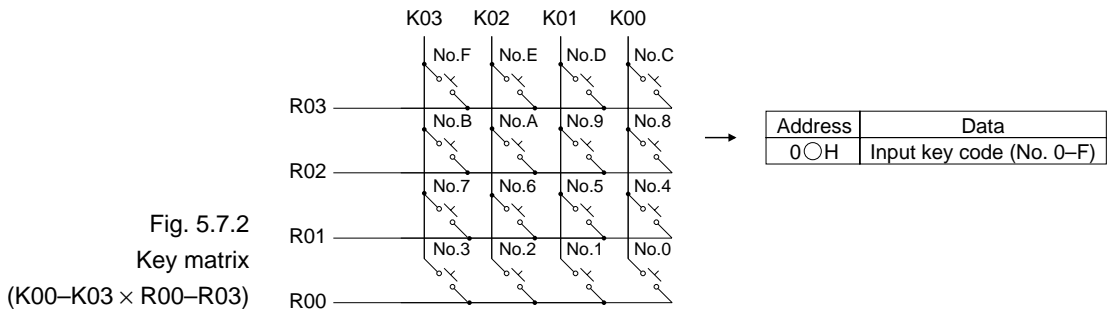 K03 K02 K01 K00
No.F No.E No.D No.C
R03
No.B No.A No.9 No.8
R02
No.7 No.6 No.5 No.4
R01
No.3 No.2 No.1 No.0
R00
Address Data
0○H Input key code (No. 0–F)
Fig. 5.7.2
Key matrix
(K00–K03 × R00–R03)